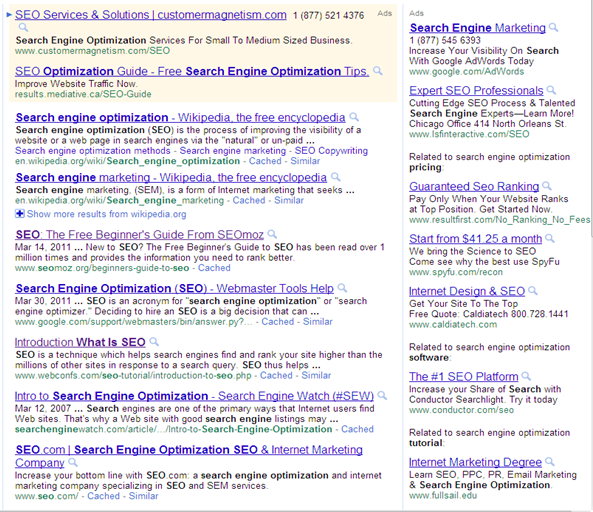 SEO Services & Solutions | customermagnetism.com 1 (877) 521 4376 Ads
Search Engine Optimization Services For Small To Medium Sized Business.
www.customermagnetism.com/SEO
SEO Optimization Guide - Free Search Engine Optimization Tips.
Improve Website Traffic Now.
results.mediative.ca/SEO-Guide
Search engine optimization - Wikipedia, the free encyclopedia
Search engine optimization (SEO) is the process of improving the visibility of a
website or a web page in search engines via the "natural" or un-paid ...
Search engine optimization methods - Search engine marketing - SEO Copywriting
en.wikipedia.org/wiki/Search_engine_optimization - Cached - Similar
Search engine marketing - Wikipedia, the free encyclopedia
Search engine marketing, (SEM), is a form of Internet marketing that seeks ...
en.wikipedia.org/wiki/Search_engine_marketing - Cached - Similar
Show more results from wikipedia.org
SEO: The Free Beginner's Guide From SEOmoz
Mar 14, 2011 ... New to SEO? The Free Beginner's Guide to SEO has been read over 1
million times and provides the information you need to rank better.
www.seomoz.org/beginners-guide-to-seo - Cached
Search Engine Optimization (SEO) - Webmaster Tools Help
Mar 30, 2011 ... SEO is an acronym for "search engine optimization" or "search
engine optimizer." Deciding to hire an SEO is a big decision that can ...
www.google.com/support/webmasters/bin/answer.py?... - Cached - Similar
Introduction What Is SEO
SEO is a technique which helps search engines find and rank your site higher than the
millions of other sites in response to a search query. SEO thus helps ...
www.webconfs.com/seo-tutorial/introduction-to-seo.php - Cached - Similar
Intro to Search Engine Optimization - Search Engine Watch (#SEW)
Mar 12, 2007 ... Search engines are one of the primary ways that Internet users find
Web sites. That's why a Web site with good search engine listings may ...
searchenginewatch.com/article/.../Intro-to-Search-Engine-Optimization - Cached
SEO com | Search Engine Optimization SEO & Internet Marketing
Company
Increase your bottom line with SEO.com: a search engine optimization and internet
marketing company specializing in SEO and SEM services.
www.seo.com/ - Cached - Similar
Ads
Search Engine Marketing
1 (877) 545 6393
Increase Your Visibility On Search
With Google AdWords Today
www.google.com/AdWords
Expert SEO Professionals
Cutting Edge SEO Process & Talented
Search Engine Experts—Learn More!
Chicago Office 414 North Orleans St.
www.lsfinteractive.com/SEO
Related to search engine optimization
pricing:
Guaranteed Seo Ranking
Pay Only When Your Website Ranks
at Top Position. Get Started Now.
www.resultfirst.com/No_Ranking_No_Fees
Start from $41.25 a month
We bring the Science to SEO
Come see why the best use SpyFu
www.spyfu.com/recon
Internet Design & SEO
Get Your Site To The Top
Free Quote: Caldiatech 800.728.1441
www.caldiatech.com
Related to search engine optimization
software:
The #1 SEO Platform
Increase your Share of Search with
Conductor Searchlight. Try it today
www.conductor.com/seo
Related to search engine optimization
tutorial:
Internet Marketing Degree
Learn SEO, PPC, PR, Email Marketing
& Search Engine Optimization.
www.fullsail.edu